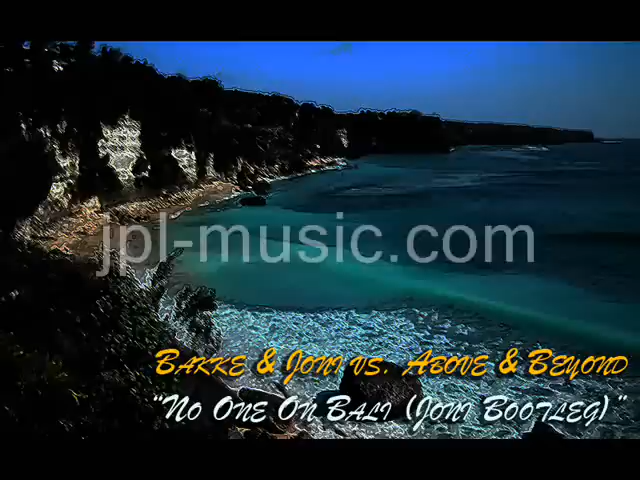 jpl-music.com
Bakke & Joni vs. Above & Beyond
"No One On Bali (Joni Bootleg)"